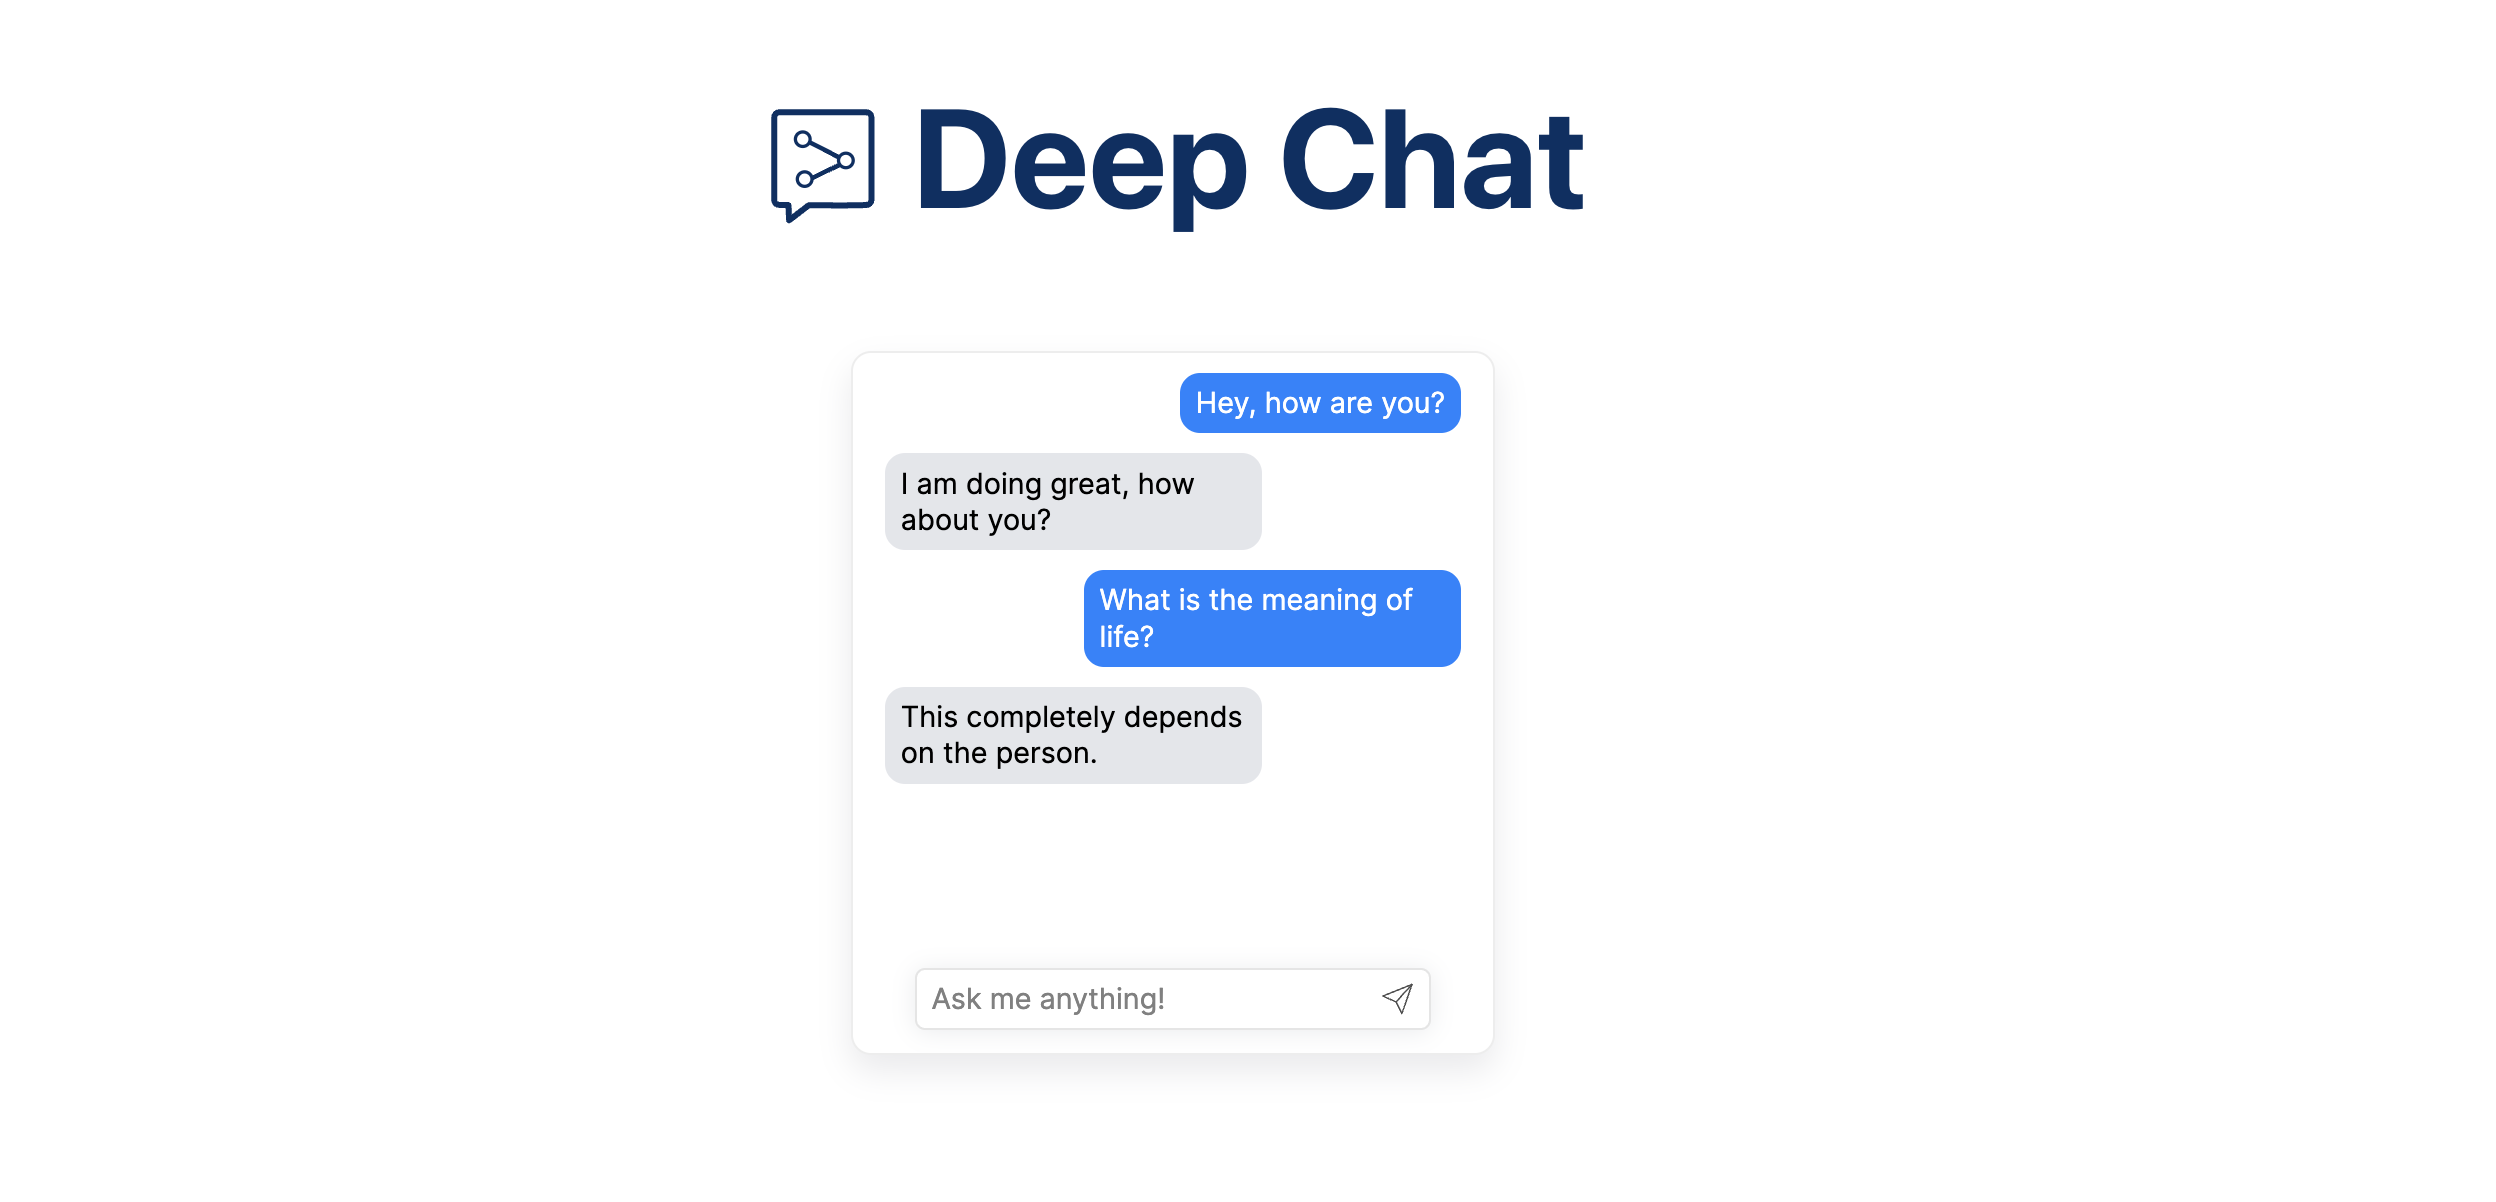 Deep Chat
Hey, how are you?
I am doing great, how
about you?
What is the meaning of
life?
This completely depends
on the person.
Ask me anything!